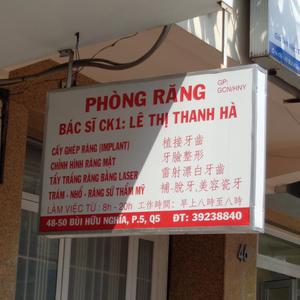 GP:
GCN/HNY
PHÒNG RĂNG
BÁC SĨ CK1: LÊ THỊ THANH HÀ
CẤY GHÉP RĂNG (IMPLANT) 植接牙齒
CHỈNH HÌNH RĂNG MẶT 牙臉整形
TẨY TRẮNG RĂNG BẰNG LASER 雷射漂白牙齒
TRÁM - NHỔ - RĂNG SỨ THẨM MỸ 補-脫牙,美容瓷牙
LÀM VIỆC TỪ : 8h - 20h 工作時間：早上八時至八時
48-50 BÙI HỮU NGHĨA, P.5, Q5 ĐT: 39238840